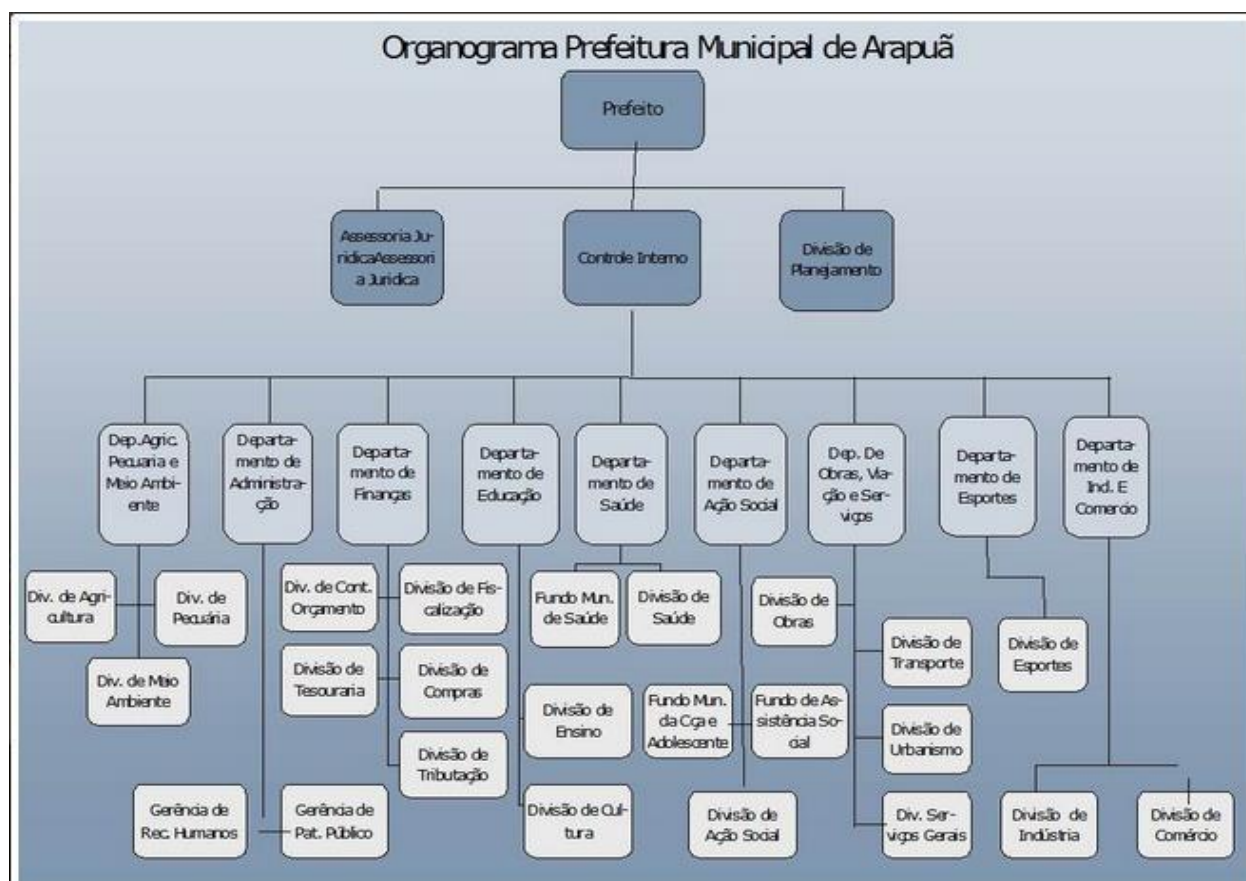 Organograma Prefeitura Municipal de Arapuã
Prefeito
Assessoria Ju-
ridicaAssessori
a Juridica
Controle Interno
Divisão de
Planejamento
Dep.Agric.
Pecuaria e
Meio Ambi-
ente
Departa-
mento de
Administra-
ção
Departa-
mento de
Finanças
Departa-
mento de
Educação
Departa-
mento de
Saúde
Departa-
mento de
Ação Social
Dep. De
Obras, Via-
ção e Ser-
viços
Departa-
mento de
Esportes
Departa-
mento de
Ind. E
Comercio
Div. de Agri-
cultura
Div. de
Pecuária
Div. de Meio
Ambiente
Gerência de
Rec. Humanos
Gerência de
Pat. Público
Div. de Cont.
Orçamento
Divisão de Fis-
calização
Divisão de
Tesouraria
Divisão de
Compras
Divisão de
Tributação
Divisão de
Ensino
Divisão de Cul-
tura
Fundo Mun.
de Saúde
Divisão de
Saúde
Fundo Mun.
da Cça e
Adolescente
Fundo de As-
sistência So-
cial
Divisão de
Ação Social
Divisão de
Obras
Divisão de
Transporte
Divisão de
Urbanismo
Div. Ser-
viços Gerais
Divisão de
Esportes
Divisão de
Indústria
Divisão de
Comércio